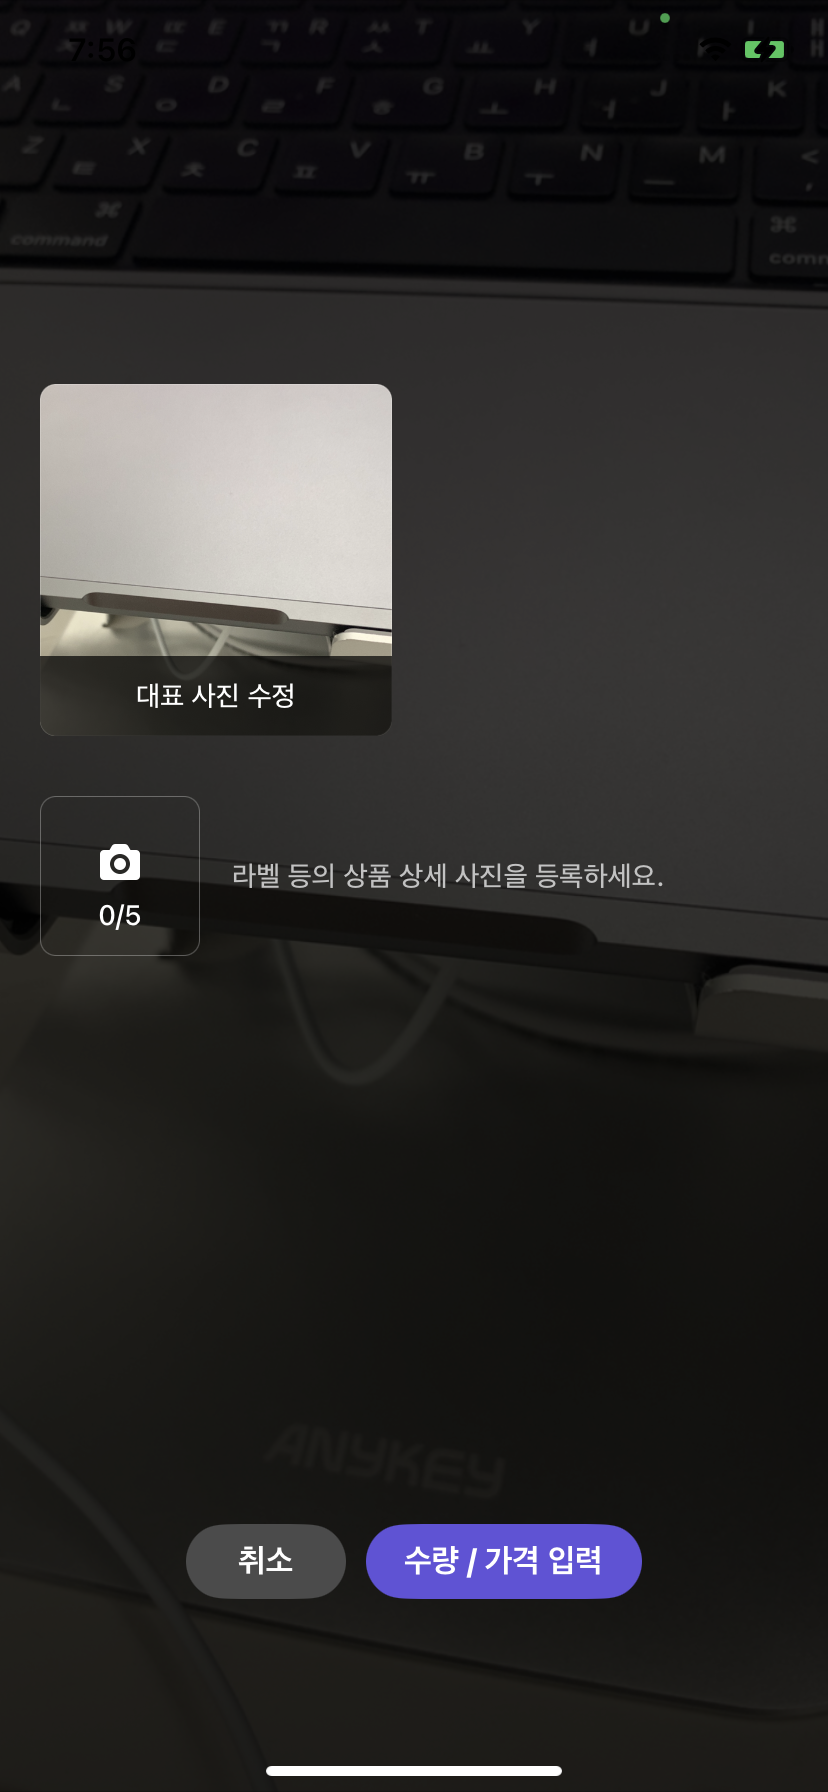 7:56
Q W E R T Y U I
ㅉ ㄸ ㄲ ㅆ
ㅈ ㄷ ㄱ ㅅ ㅛ ㅕ ㅑ
A S D F G H J K
ㄴ ㅇ ㄹ ㅎ ㅗ ㅓ ㅏ
Z X C V B N M <
ㅌ ㅊ ㅍ ㅠ ㅜ ㅡ ,
⌘ ⌘
command
대표 사진 수정
라벨 등의 상품 상세 사진을 등록하세요.
0/5
ANYKEY
취소
수량 / 가격 입력